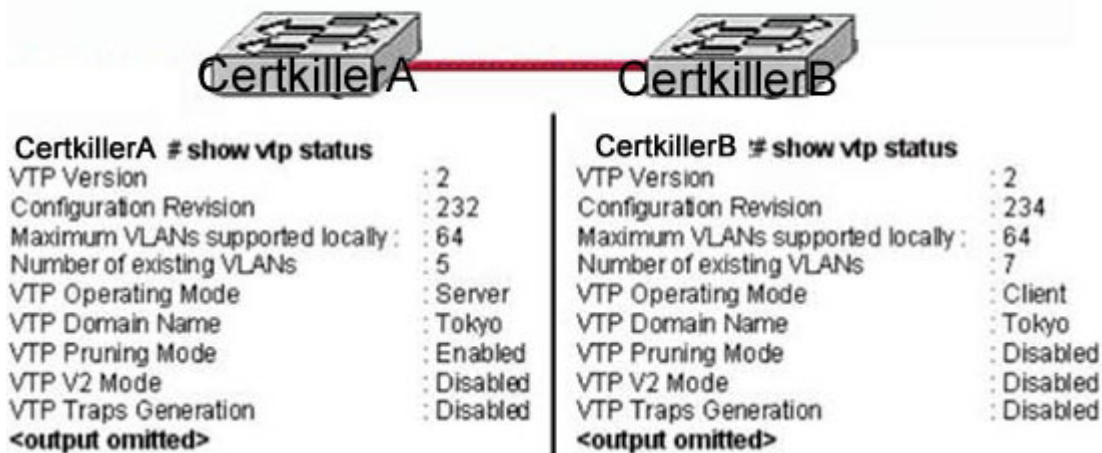 CertkillerA
CertkillerB
CertkillerA # show vtp status
VTP Version : 2
Configuration Revision : 232
Maximum VLANs supported locally : : 64
Number of existing VLANs : 5
VTP Operating Mode : Server
VTP Domain Name : Tokyo
VTP Pruning Mode : Enabled
VTP V2 Mode : Disabled
VTP Traps Generation : Disabled
<output omitted>
CertkillerB # show vtp status
VTP Version : 2
Configuration Revision : 234
Maximum VLANs supported locally : : 64
Number of existing VLANs : 7
VTP Operating Mode : Client
VTP Domain Name : Tokyo
VTP Pruning Mode : Disabled
VTP V2 Mode : Disabled
VTP Traps Generation : Disabled
<output omitted>